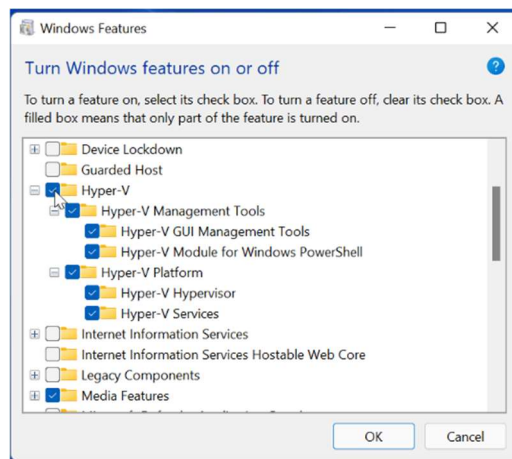 Windows Features
Turn Windows features on or off
To turn a feature on, select its check box. To turn a feature off, clear its check box. A
filled box means that only part of the feature is turned on.
Device Lockdown
Guarded Host
Hyper-V
Hyper-V Management Tools
Hyper-V GUI Management Tools
Hyper-V Module for Windows PowerShell
Hyper-V Platform
Hyper-V Hypervisor
Hyper-V Services
Internet Information Services
Internet Information Services Hostable Web Core
Legacy Components
Media Features
OK
Cancel